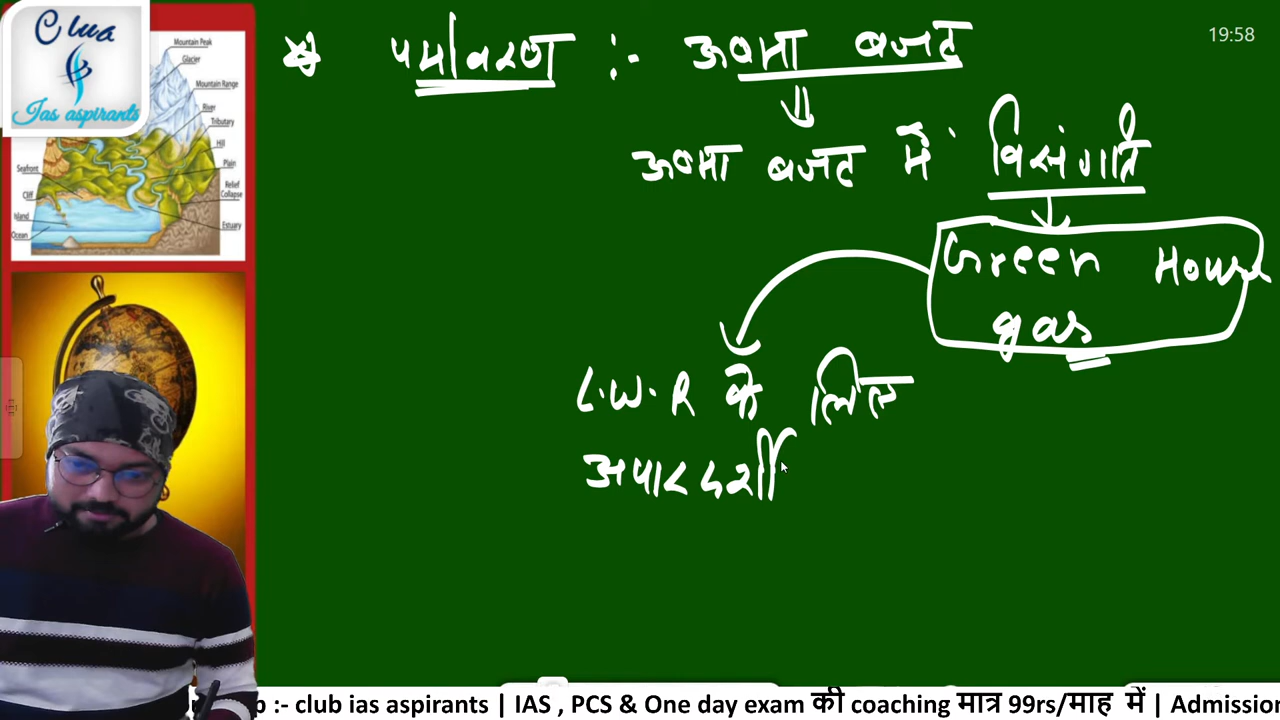 Clua
Ias aspirants
Mountain Peak
Glacier
Mountain Range
River
Tributary
Hill
Plain
Relief
Collapse
Estuary
Seafront
Cliff
Island
Ocean
19:58
पर्यावरण :- ऊष्मा बजट
ऊष्मा बजट में विसंगति
Green House
gas
L.W.R के लिए
अपारदर्शी
:- club ias aspirants | IAS , PCS & One day exam की coaching मात्र 99rs/माह में | Admission